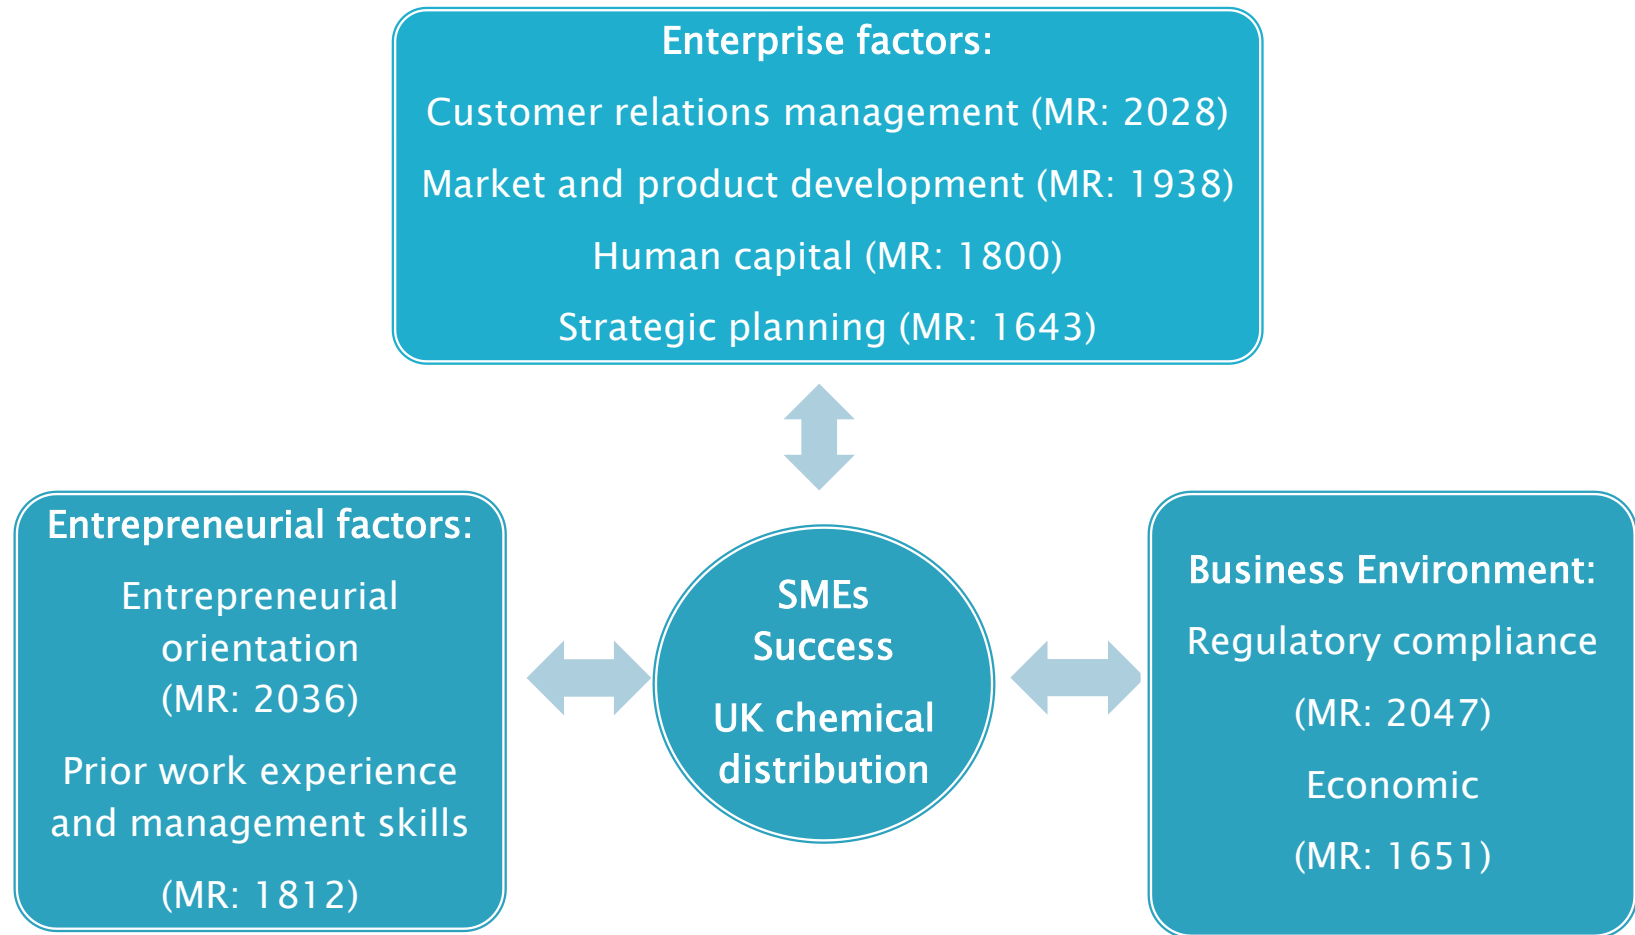 Enterprise factors:
Customer relations management (MR: 2028)
Market and product development (MR: 1938)
Human capital (MR: 1800)
Strategic planning (MR: 1643)
Entrepreneurial factors:
Entrepreneurial
orientation
(MR: 2036)
Prior work experience
and management skills
(MR: 1812)
SMEs
Success
UK chemical
distribution
Business Environment:
Regulatory compliance
(MR: 2047)
Economic
(MR: 1651)